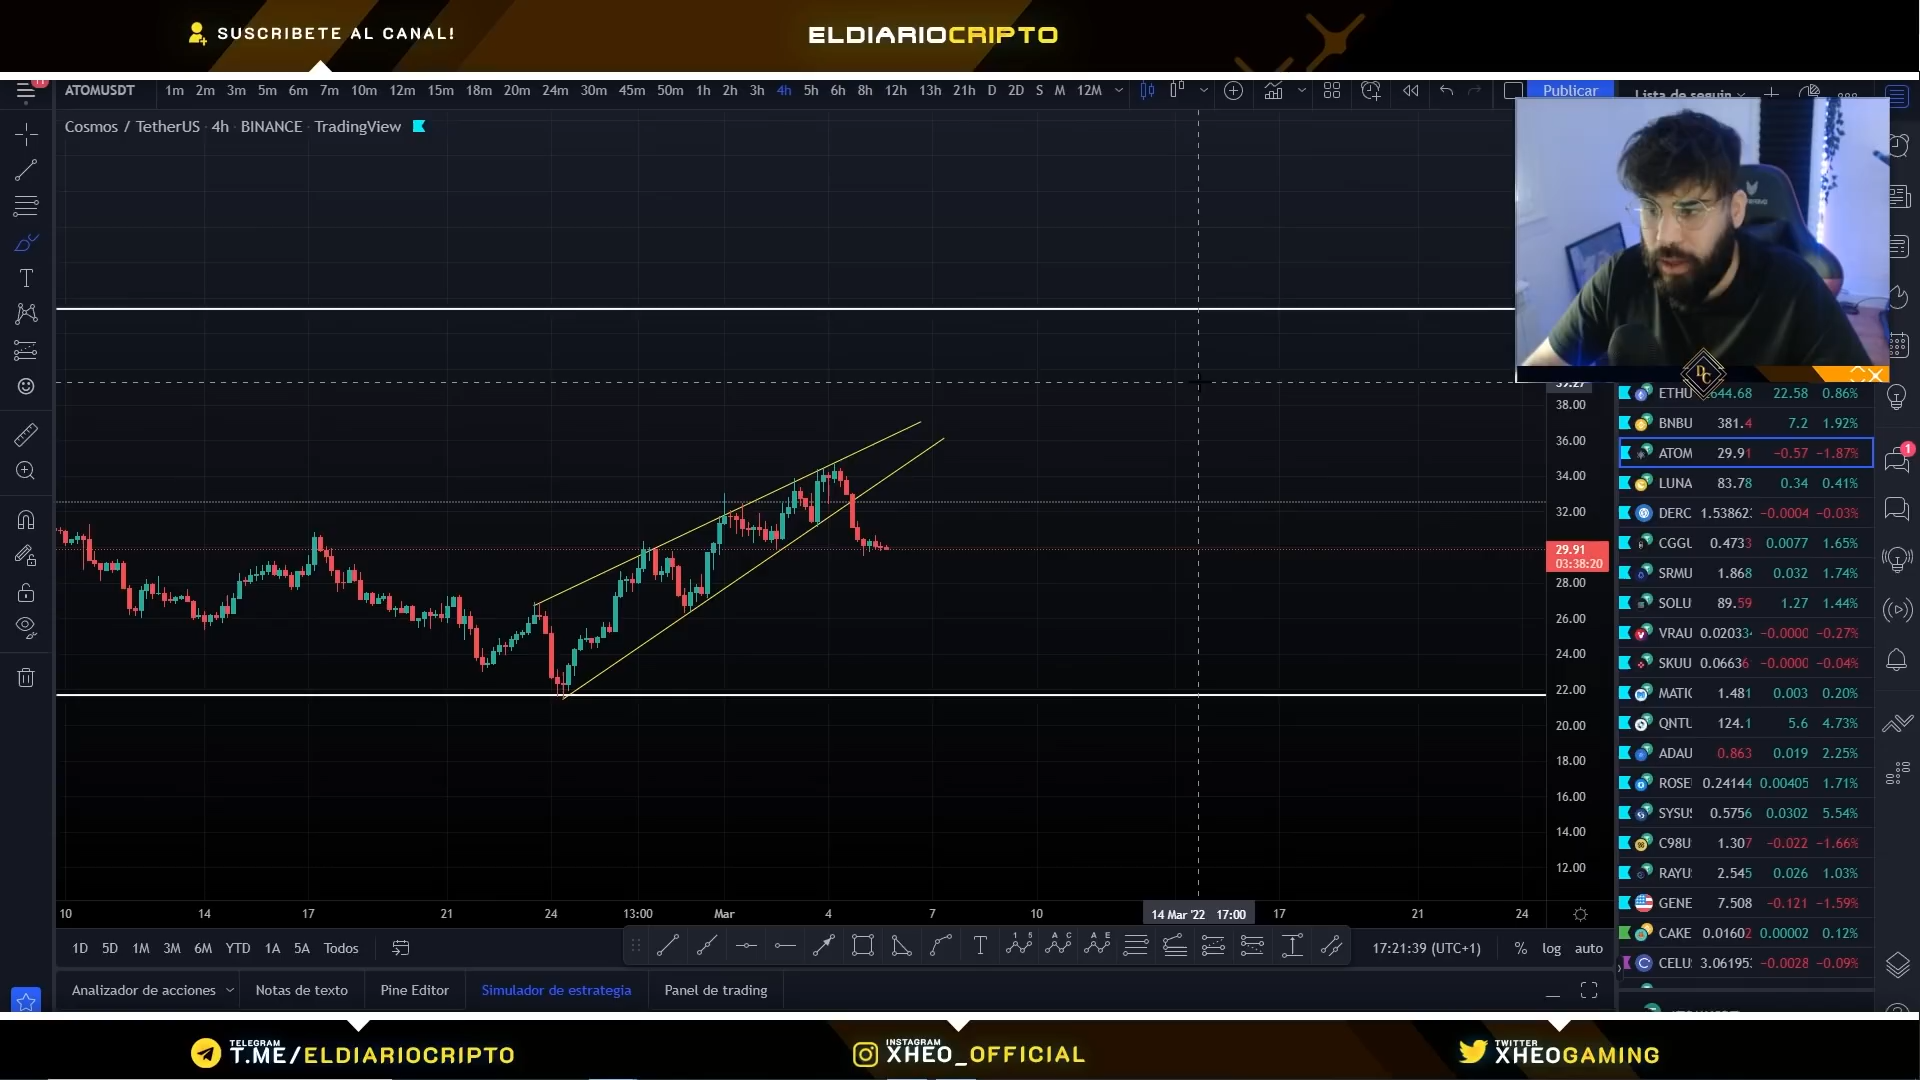 SUSCRIBETE AL CANAL!
ELDIARIOCRIPTO
11
ATOMUSDT
1m 2m 3m 5m 6m 7m 10m 12m 15m 18m 20m 24m 30m 45m 50m 1h 2h 3h 4h 5h 6h 8h 12h 13h 21h D 2D S M 12M
Publicar
Lista de seguin
Cosmos / TetherUS · 4h · BINANCE · TradingView
39.27
38.00
36.00
34.00
32.00
29.91
03:38:20
28.00
26.00
24.00
22.00
20.00
18.00
16.00
14.00
12.00
DC
ETHU 644.68 22.58 0.86%
BNBU 381.4 7.2 1.92%
ATOM 29.91 −0.57 −1.87%
LUNA 83.78 0.34 0.41%
DERC 1.53862 −0.0004 −0.03%
CGGU 0.4733 0.0077 1.65%
SRMU 1.868 0.032 1.74%
SOLU 89.59 1.27 1.44%
VRAU 0.020334 −0.0000 −0.27%
SKUU 0.06636 −0.0000 −0.04%
MATIC 1.481 0.003 0.20%
QNTU 124.1 5.6 4.73%
ADAU 0.863 0.019 2.25%
ROSE 0.24144 0.00405 1.71%
SYSU 0.5756 0.0302 5.54%
C98U 1.307 −0.022 −1.66%
RAYU 2.545 0.026 1.03%
GENE 7.508 −0.121 −1.59%
CAKE 0.01602 0.00002 0.12%
CELU 3.06195 −0.0028 −0.09%
1
10 14 17 21 24 13:00 Mar 4 7 10 14 Mar '22 17:00 17 21 24
1D 5D 1M 3M 6M YTD 1A 5A Todos
17:21:39 (UTC+1) % log auto
Analizador de acciones Notas de texto Pine Editor Simulador de estrategia Panel de trading
TELEGRAM
T.ME/ELDIARIOCRIPTO
INSTAGRAM
XHEO_OFFICIAL
TWITTER
XHEOGAMING